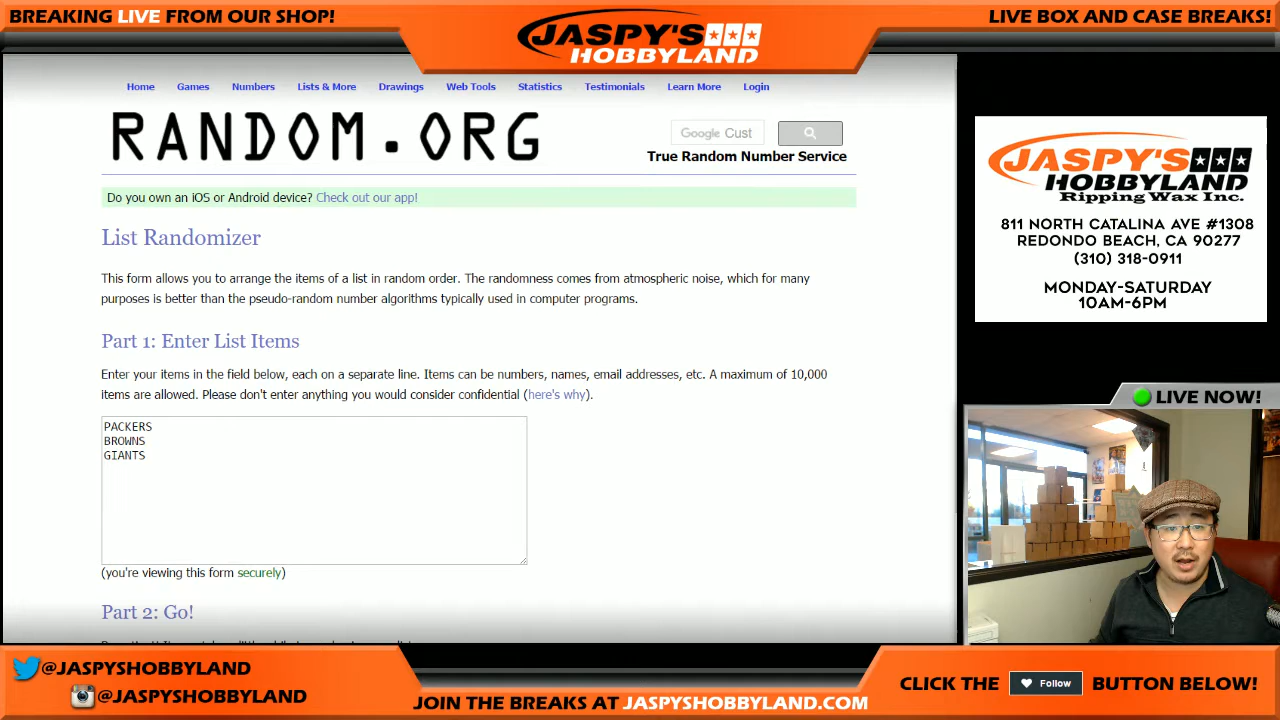 BREAKING LIVE FROM OUR SHOP!
JASPY'S
HOBBYLAND
LIVE BOX AND CASE BREAKS!
Home Games Numbers Lists & More Drawings Web Tools Statistics Testimonials Learn More Login
RANDOM.ORG
Google Cust
True Random Number Service
Do you own an iOS or Android device? Check out our app!
List Randomizer
This form allows you to arrange the items of a list in random order. The randomness comes from atmospheric noise, which for many
purposes is better than the pseudo-random number algorithms typically used in computer programs.
Part 1: Enter List Items
Enter your items in the field below, each on a separate line. Items can be numbers, names, email addresses, etc. A maximum of 10,000
items are allowed. Please don't enter anything you would consider confidential (here's why).
PACKERS
BROWNS
GIANTS
(you're viewing this form securely)
Part 2: Go!
JASPY'S
HOBBYLAND
Ripping Wax Inc.
811 NORTH CATALINA AVE #1308
REDONDO BEACH, CA 90277
(310) 318-0911
MONDAY-SATURDAY
10AM-6PM
LIVE NOW!
@JASPYSHOBBYLAND
@JASPYSHOBBYLAND
JOIN THE BREAKS AT JASPYSHOBBYLAND.COM
CLICK THE Follow BUTTON BELOW!